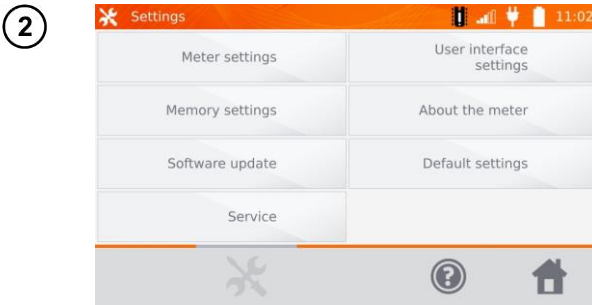 2
Settings
11:02
Meter settings
User interface
settings
Memory settings
About the meter
Software update
Default settings
Service
?